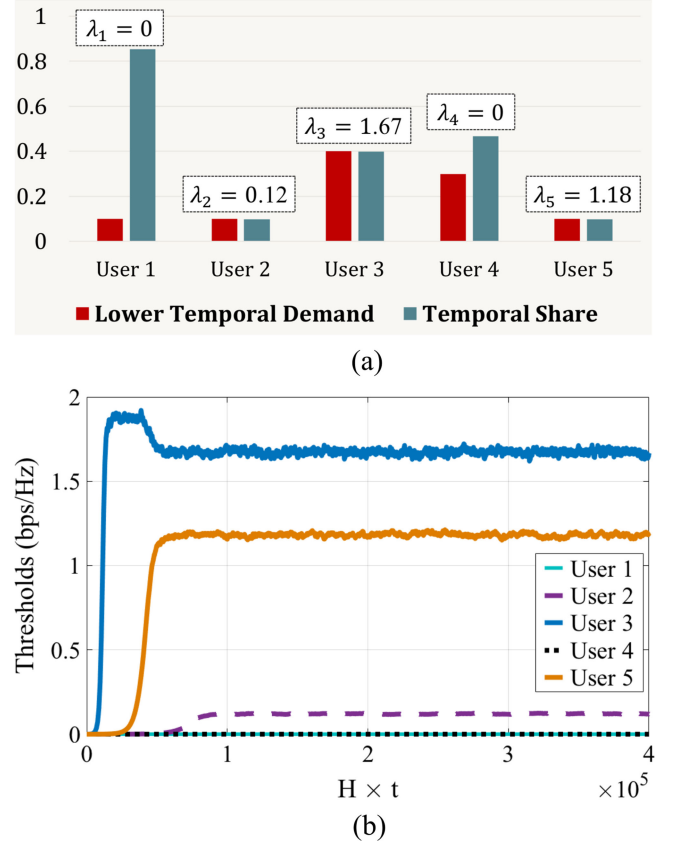 1
λ₁ = 0
0.8
λ₄ = 0
0.6
λ₃ = 1.67
0.4
λ₂ = 0.12
λ₅ = 1.18
0.2
0
User 1 User 2 User 3 User 4 User 5
Lower Temporal Demand Temporal Share
(a)
2
1.5
Thresholds (bps/Hz)
1
User 1
User 2
0.5
User 3
User 4
User 5
0
0 1 2 3 4
H × t ×10⁵
(b)